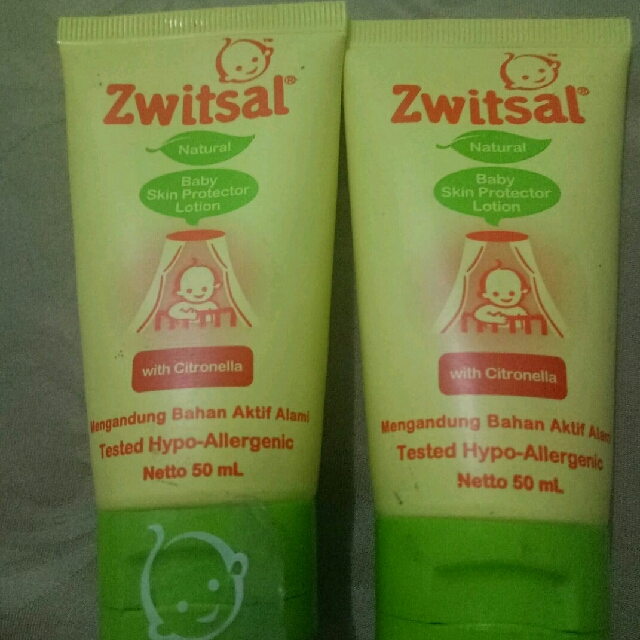 Zwitsal®
Natural
Baby
Skin Protector
Lotion
with Citronella
Mengandung Bahan Aktif Alami
Tested Hypo-Allergenic
Netto 50 mL
Zwitsal®
Natural
Baby
Skin Protector
Lotion
with Citronella
Mengandung Bahan Aktif Alami
Tested Hypo-Allergenic
Netto 50 mL